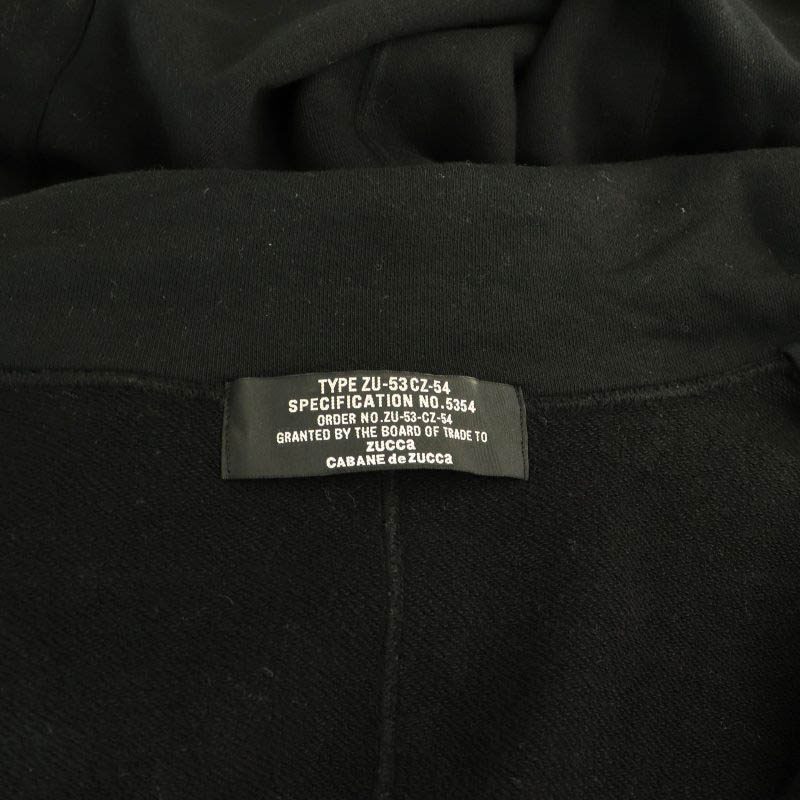 TYPE ZU-53CZ-54
SPECIFICATION NO.5354
ORDER NO.ZU-53-CZ-54
GRANTED BY THE BOARD OF TRADE TO
ZUCCa
CABANE de ZUCCa